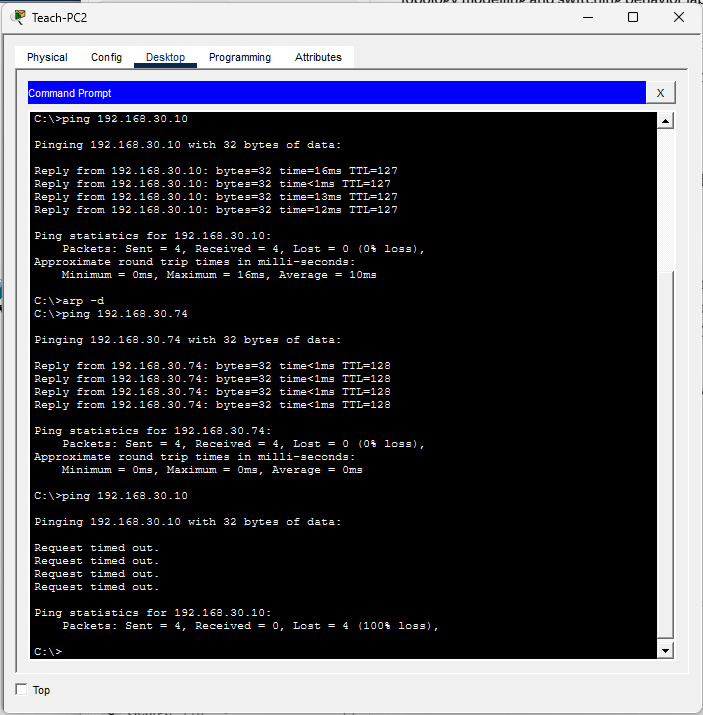 topology modelling and switching behavior
Teach-PC2
Physical Config Desktop Programming Attributes
Command Prompt X
C:\>ping 192.168.30.10
Pinging 192.168.30.10 with 32 bytes of data:
Reply from 192.168.30.10: bytes=32 time=16ms TTL=127
Reply from 192.168.30.10: bytes=32 time<1ms TTL=127
Reply from 192.168.30.10: bytes=32 time=13ms TTL=127
Reply from 192.168.30.10: bytes=32 time=12ms TTL=127
Ping statistics for 192.168.30.10:
Packets: Sent = 4, Received = 4, Lost = 0 (0% loss),
Approximate round trip times in milli-seconds:
Minimum = 0ms, Maximum = 16ms, Average = 10ms
C:\>arp -d
C:\>ping 192.168.30.74
Pinging 192.168.30.74 with 32 bytes of data:
Reply from 192.168.30.74: bytes=32 time<1ms TTL=128
Reply from 192.168.30.74: bytes=32 time<1ms TTL=128
Reply from 192.168.30.74: bytes=32 time<1ms TTL=128
Reply from 192.168.30.74: bytes=32 time<1ms TTL=128
Ping statistics for 192.168.30.74:
Packets: Sent = 4, Received = 4, Lost = 0 (0% loss),
Approximate round trip times in milli-seconds:
Minimum = 0ms, Maximum = 0ms, Average = 0ms
C:\>ping 192.168.30.10
Pinging 192.168.30.10 with 32 bytes of data:
Request timed out.
Request timed out.
Request timed out.
Request timed out.
Ping statistics for 192.168.30.10:
Packets: Sent = 4, Received = 0, Lost = 4 (100% loss),
C:\>
Top